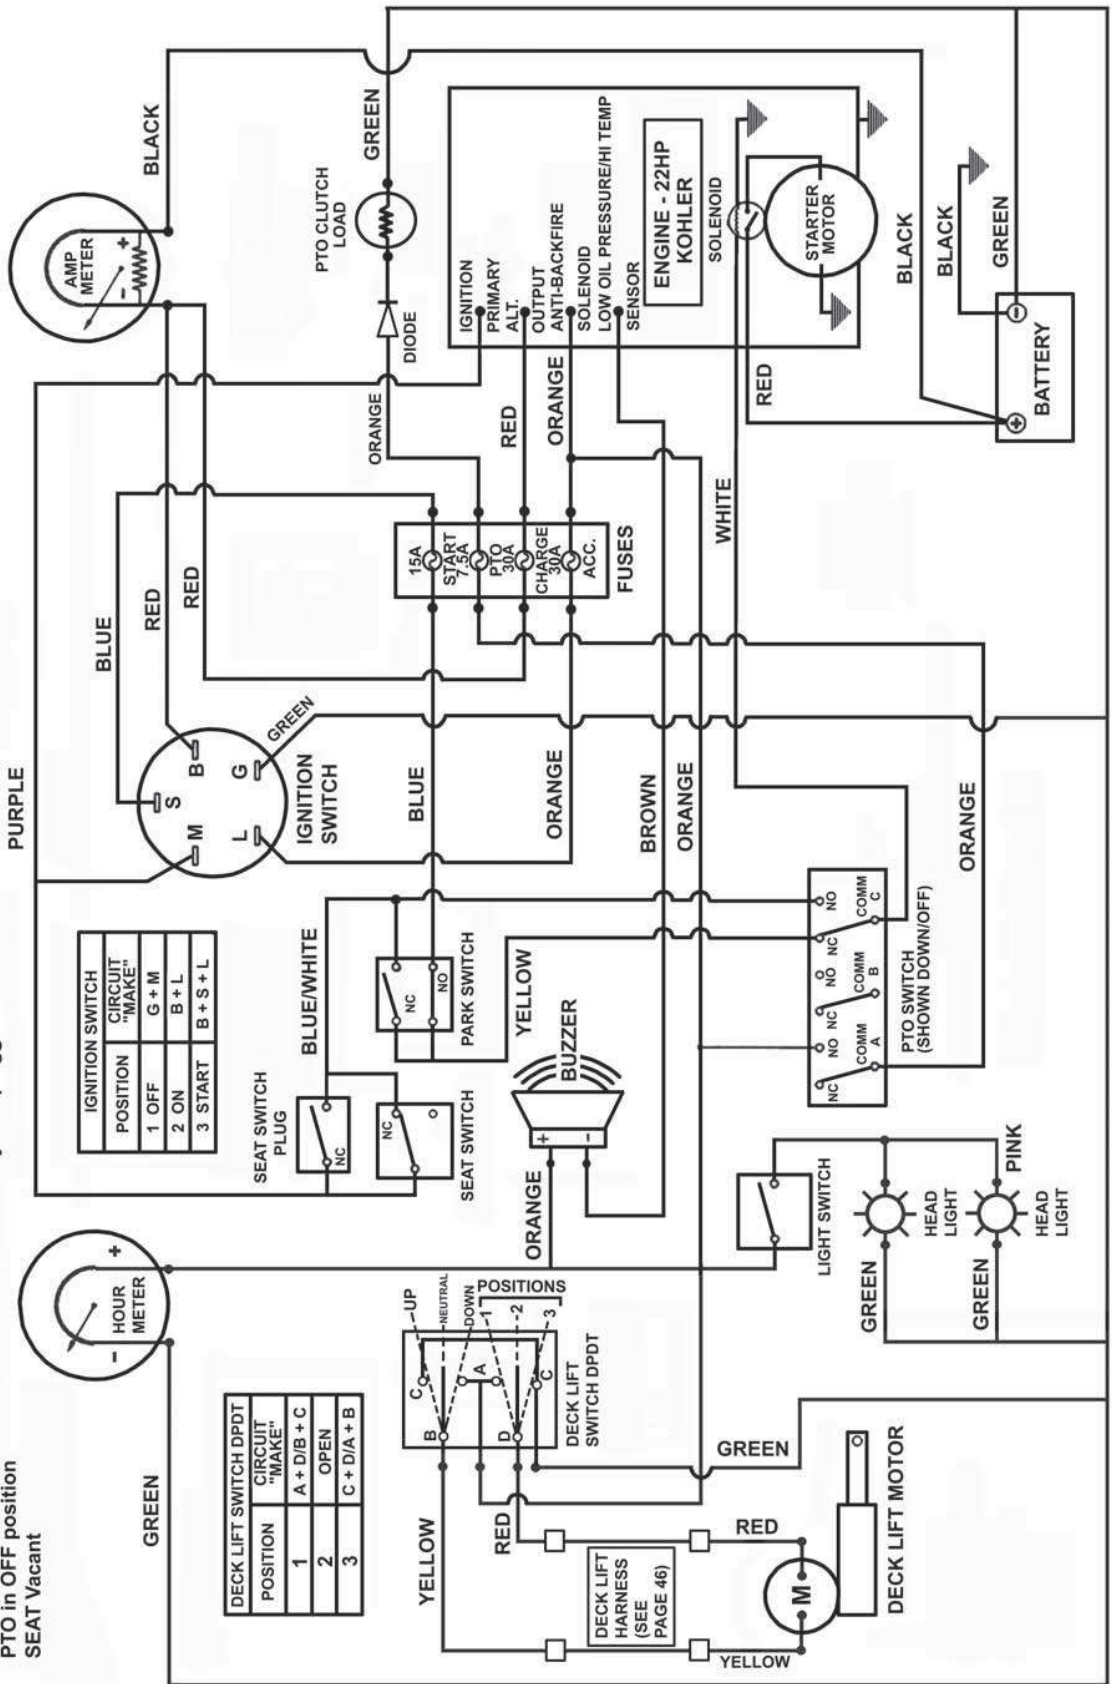 PTO in OFF position
SEAT Vacant
HOUR
METER
-
+
GREEN
DECK LIFT SWITCH DPDT
POSITION
CIRCUIT
"MAKE"
1
A + D/B + C
2
OPEN
3
C + D/A + B
IGNITION SWITCH
POSITION
CIRCUIT
"MAKE"
1 OFF
G + M
2 ON
B + L
3 START
B + S + L
PURPLE
BLUE
RED
RED
M
S
B
L
G
GREEN
IGNITION
SWITCH
AMP
METER
-
+
BLACK
PTO CLUTCH
LOAD
GREEN
DIODE
ORANGE
SEAT SWITCH
PLUG
NC
BLUE/WHITE
NC
SEAT SWITCH
NC
NO
PARK SWITCH
YELLOW
BLUE
15A
START
7.5A
PTO
30A
CHARGE
30A
ACC.
FUSES
RED
ORANGE
IGNITION
PRIMARY
ALT.
OUTPUT
ANTI-BACKFIRE
SOLENOID
LOW OIL PRESSURE/HI TEMP
SENSOR
ENGINE - 22HP
KOHLER
SOLENOID
STARTER
MOTOR
RED
WHITE
BLACK
BLACK
GREEN
BATTERY
+
-
ORANGE
BROWN
ORANGE
ORANGE
BUZZER
+
-
ORANGE
UP
NEUTRAL
DOWN
POSITIONS
1
2
3
C
B
A
D
C
DECK LIFT
SWITCH DPDT
YELLOW
RED
GREEN
DECK LIFT
HARNESS
(SEE
PAGE 46)
RED
YELLOW
M
DECK LIFT MOTOR
NC
NO
NC
NO
NC
NO
COMM
A
COMM
B
COMM
C
PTO SWITCH
(SHOWN DOWN/OFF)
LIGHT SWITCH
HEAD
LIGHT
HEAD
LIGHT
PINK
GREEN
GREEN